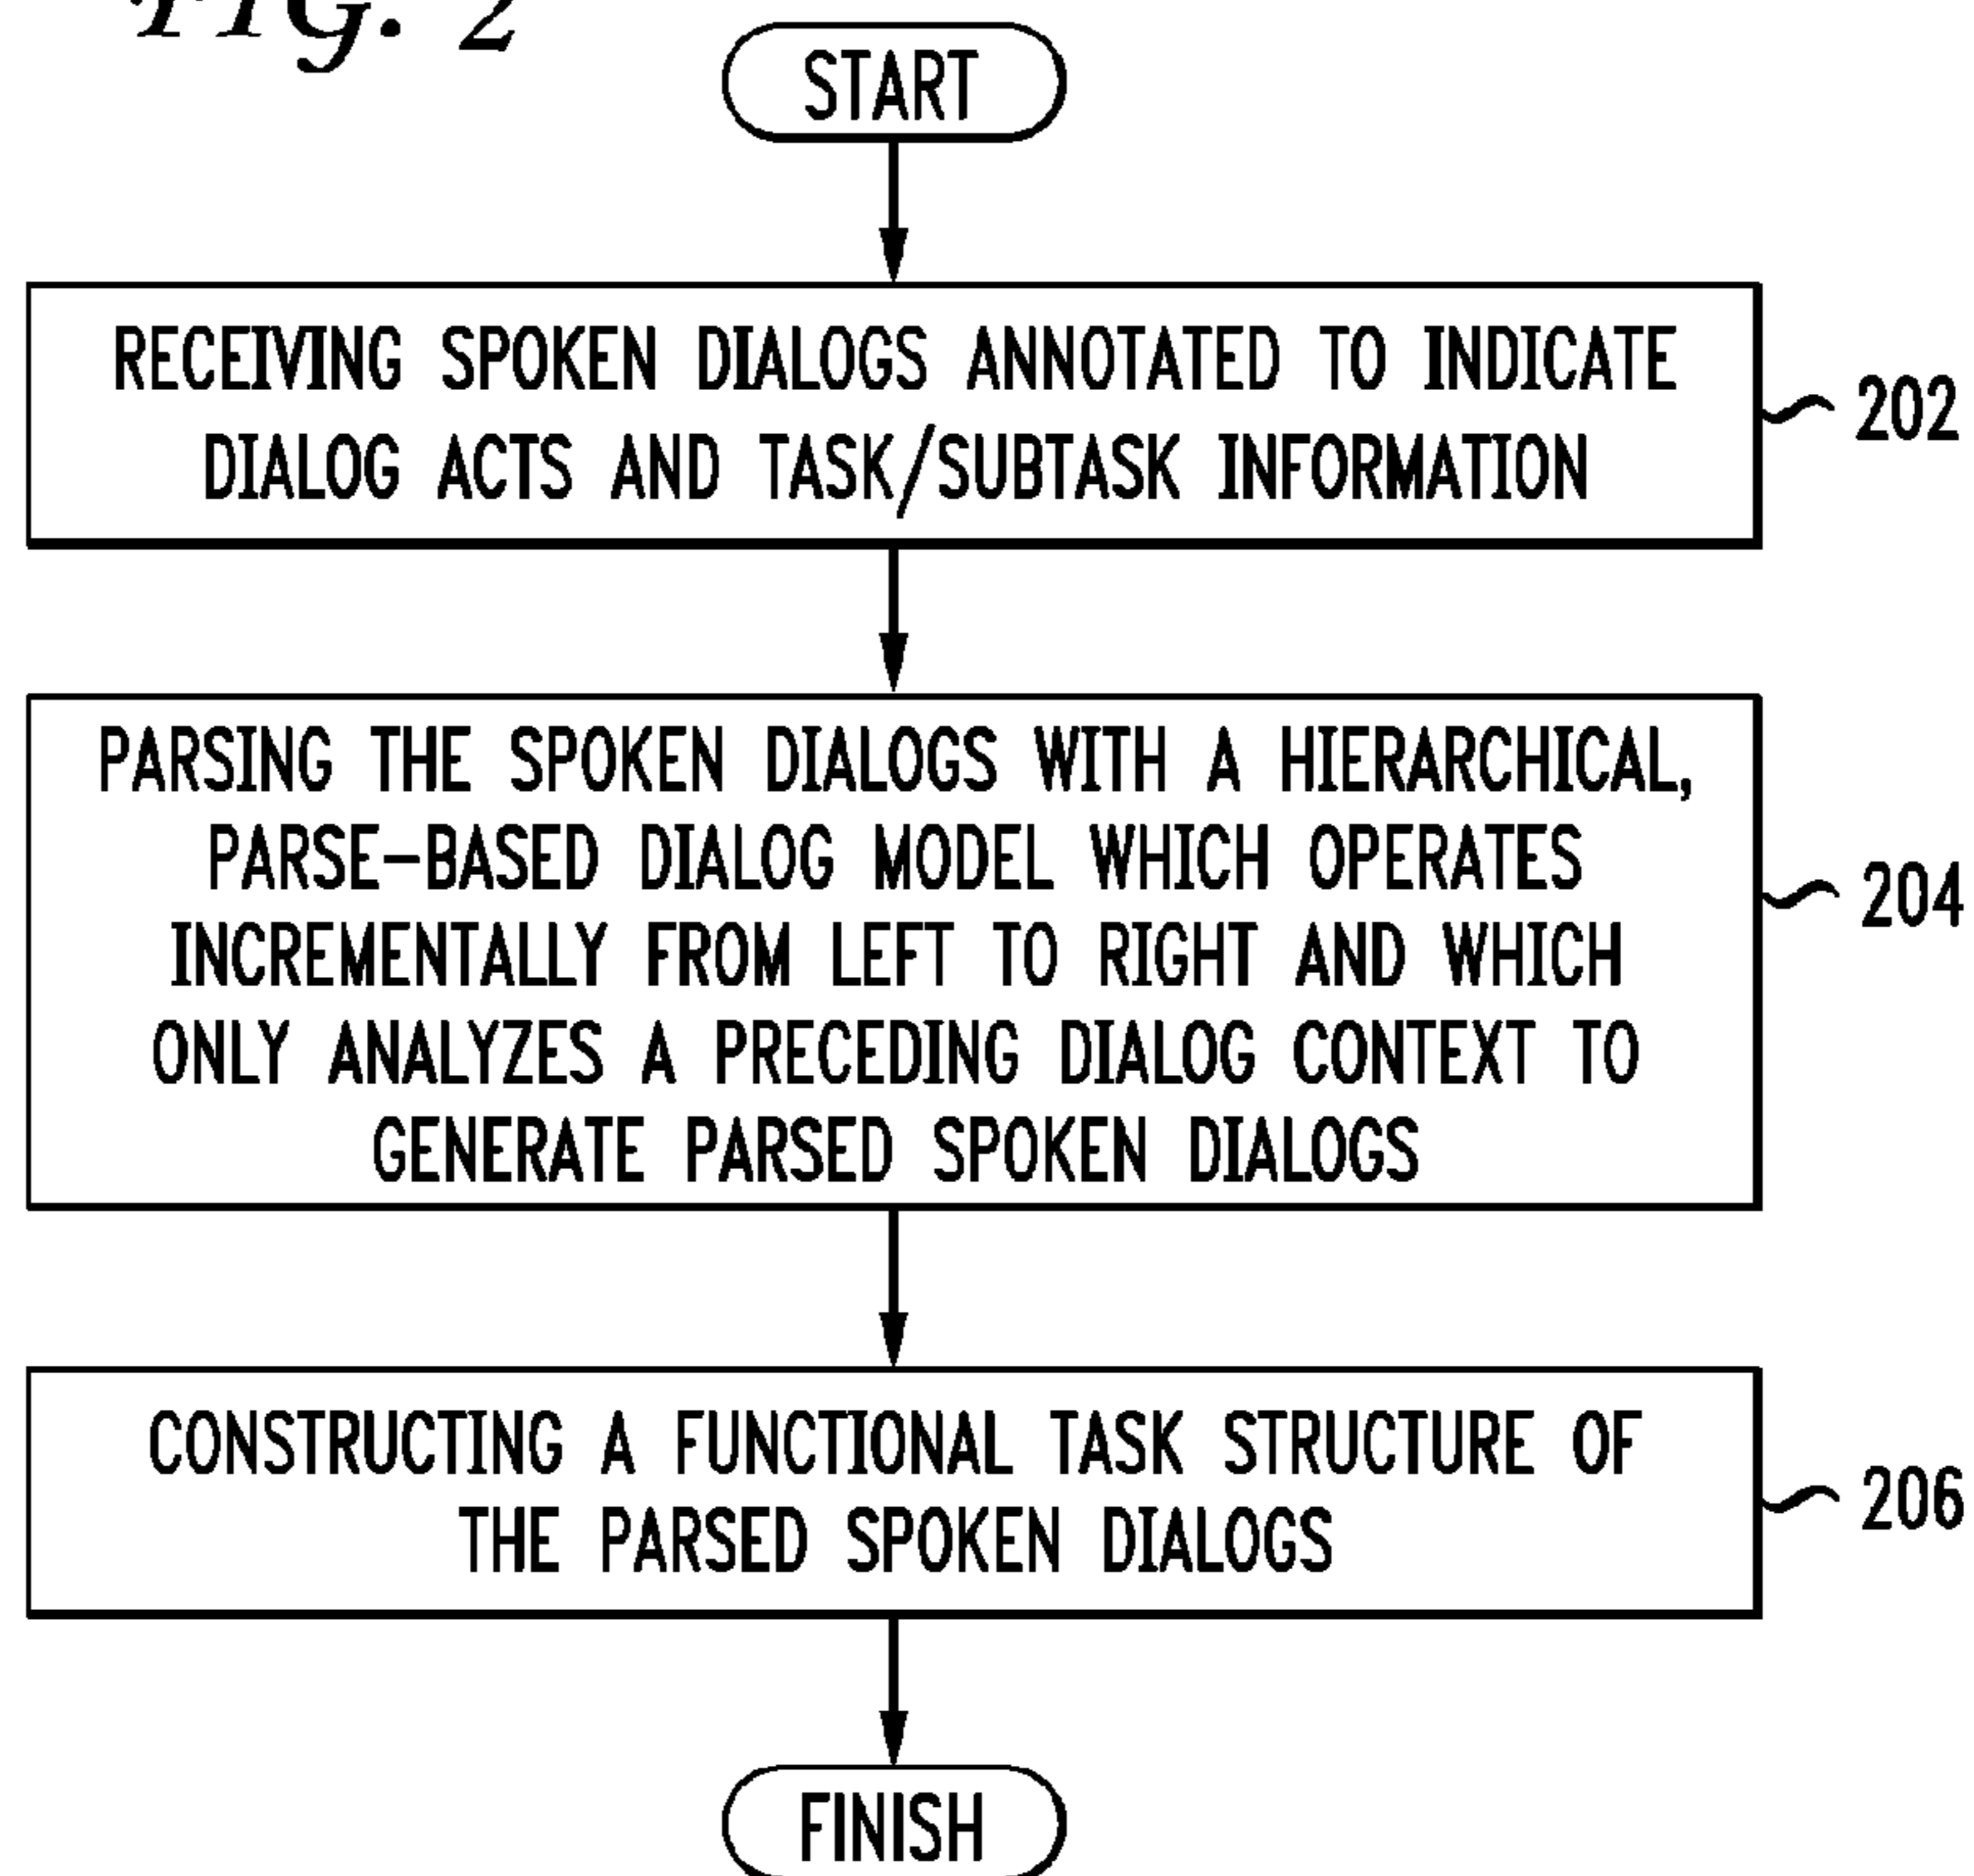 FIG. 2
START
RECEIVING SPOKEN DIALOGS ANNOTATED TO INDICATE
DIALOG ACTS AND TASK/SUBTASK INFORMATION
202
PARSING THE SPOKEN DIALOGS WITH A HIERARCHICAL,
PARSE-BASED DIALOG MODEL WHICH OPERATES
INCREMENTALLY FROM LEFT TO RIGHT AND WHICH
ONLY ANALYZES A PRECEDING DIALOG CONTEXT TO
GENERATE PARSED SPOKEN DIALOGS
204
CONSTRUCTING A FUNCTIONAL TASK STRUCTURE OF
THE PARSED SPOKEN DIALOGS
206
FINISH